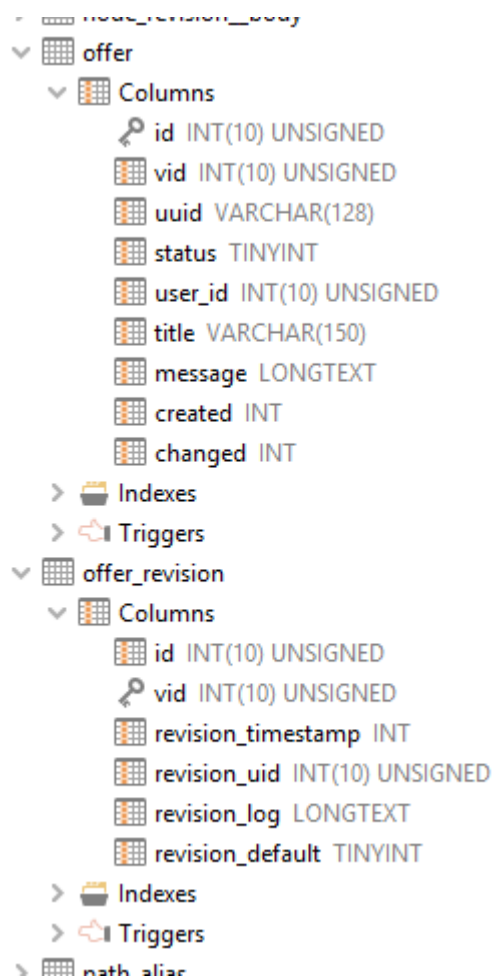 node_revision__body
offer
Columns
id INT(10) UNSIGNED
vid INT(10) UNSIGNED
uuid VARCHAR(128)
status TINYINT
user_id INT(10) UNSIGNED
title VARCHAR(150)
message LONGTEXT
created INT
changed INT
Indexes
Triggers
offer_revision
Columns
id INT(10) UNSIGNED
vid INT(10) UNSIGNED
revision_timestamp INT
revision_uid INT(10) UNSIGNED
revision_log LONGTEXT
revision_default TINYINT
Indexes
Triggers
path_alias